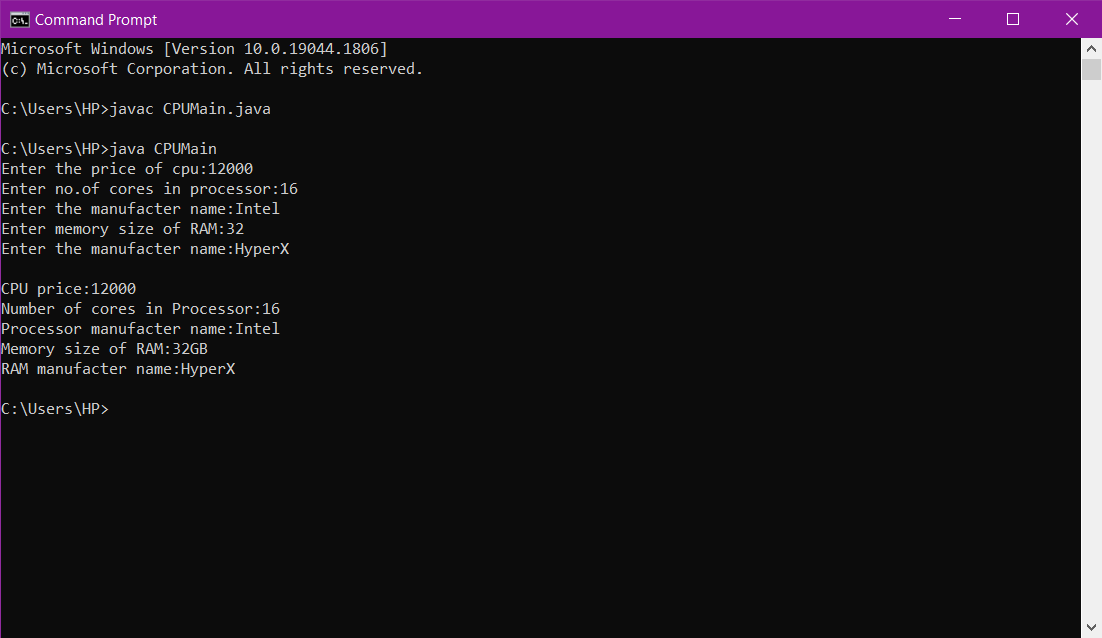 Command Prompt
Microsoft Windows [Version 10.0.19044.1806]
(c) Microsoft Corporation. All rights reserved.
C:\Users\HP>javac CPUMain.java
C:\Users\HP>java CPUMain
Enter the price of cpu:12000
Enter no.of cores in processor:16
Enter the manufacter name:Intel
Enter memory size of RAM:32
Enter the manufacter name:HyperX
CPU price:12000
Number of cores in Processor:16
Processor manufacter name:Intel
Memory size of RAM:32GB
RAM manufacter name:HyperX
C:\Users\HP>